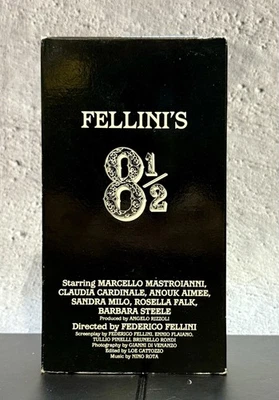 FELLINI'S
8½
Starring MARCELLO MASTROIANNI,
CLAUDIA CARDINALE, ANOUK AIMEE,
SANDRA MILO, ROSELLA FALK,
BARBARA STEELE
Produced by ANGELO RIZZOLI
Directed by FEDERICO FELLINI
Screenplay by FEDERICO FELLINI, ENNIO FLAIANO,
TULLIO PINELLI, BRUNELLO RONDI
Photography by GIANNI DI VENANZO
Edited by LOE CATTOZZO
Music by NINO ROTA